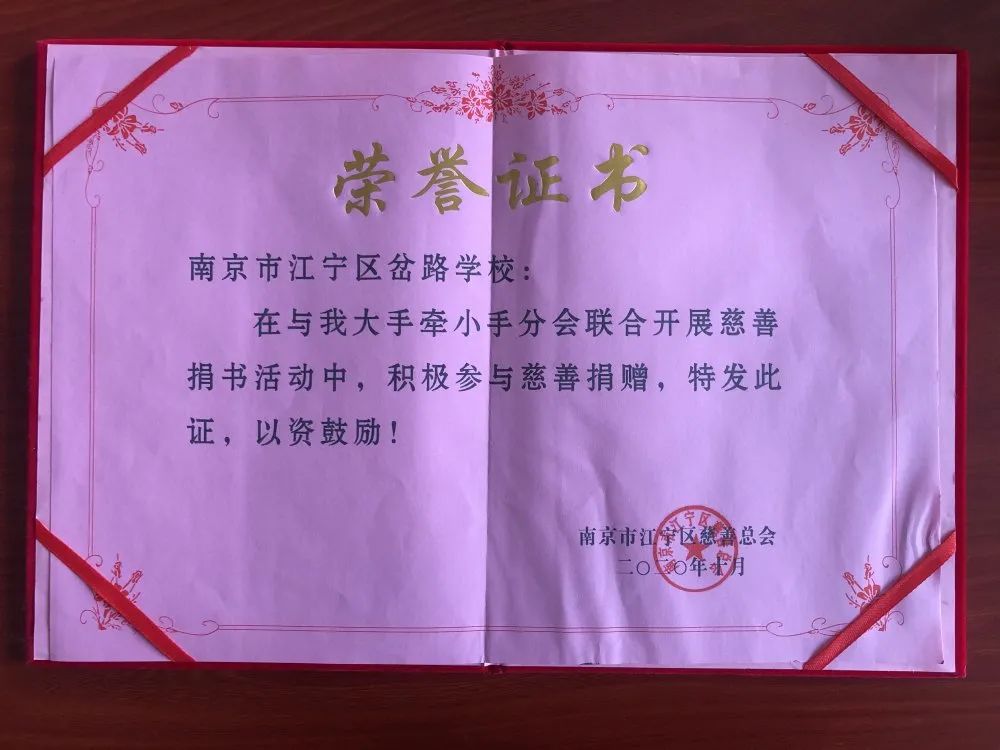 荣誉证书
南京市江宁区岔路学校:
在与我大手牵小手分会联合开展慈善
捐书活动中，积极参与慈善捐赠，特发此
证，以资鼓励！
南京市江宁区慈善总会
二〇二〇年十月